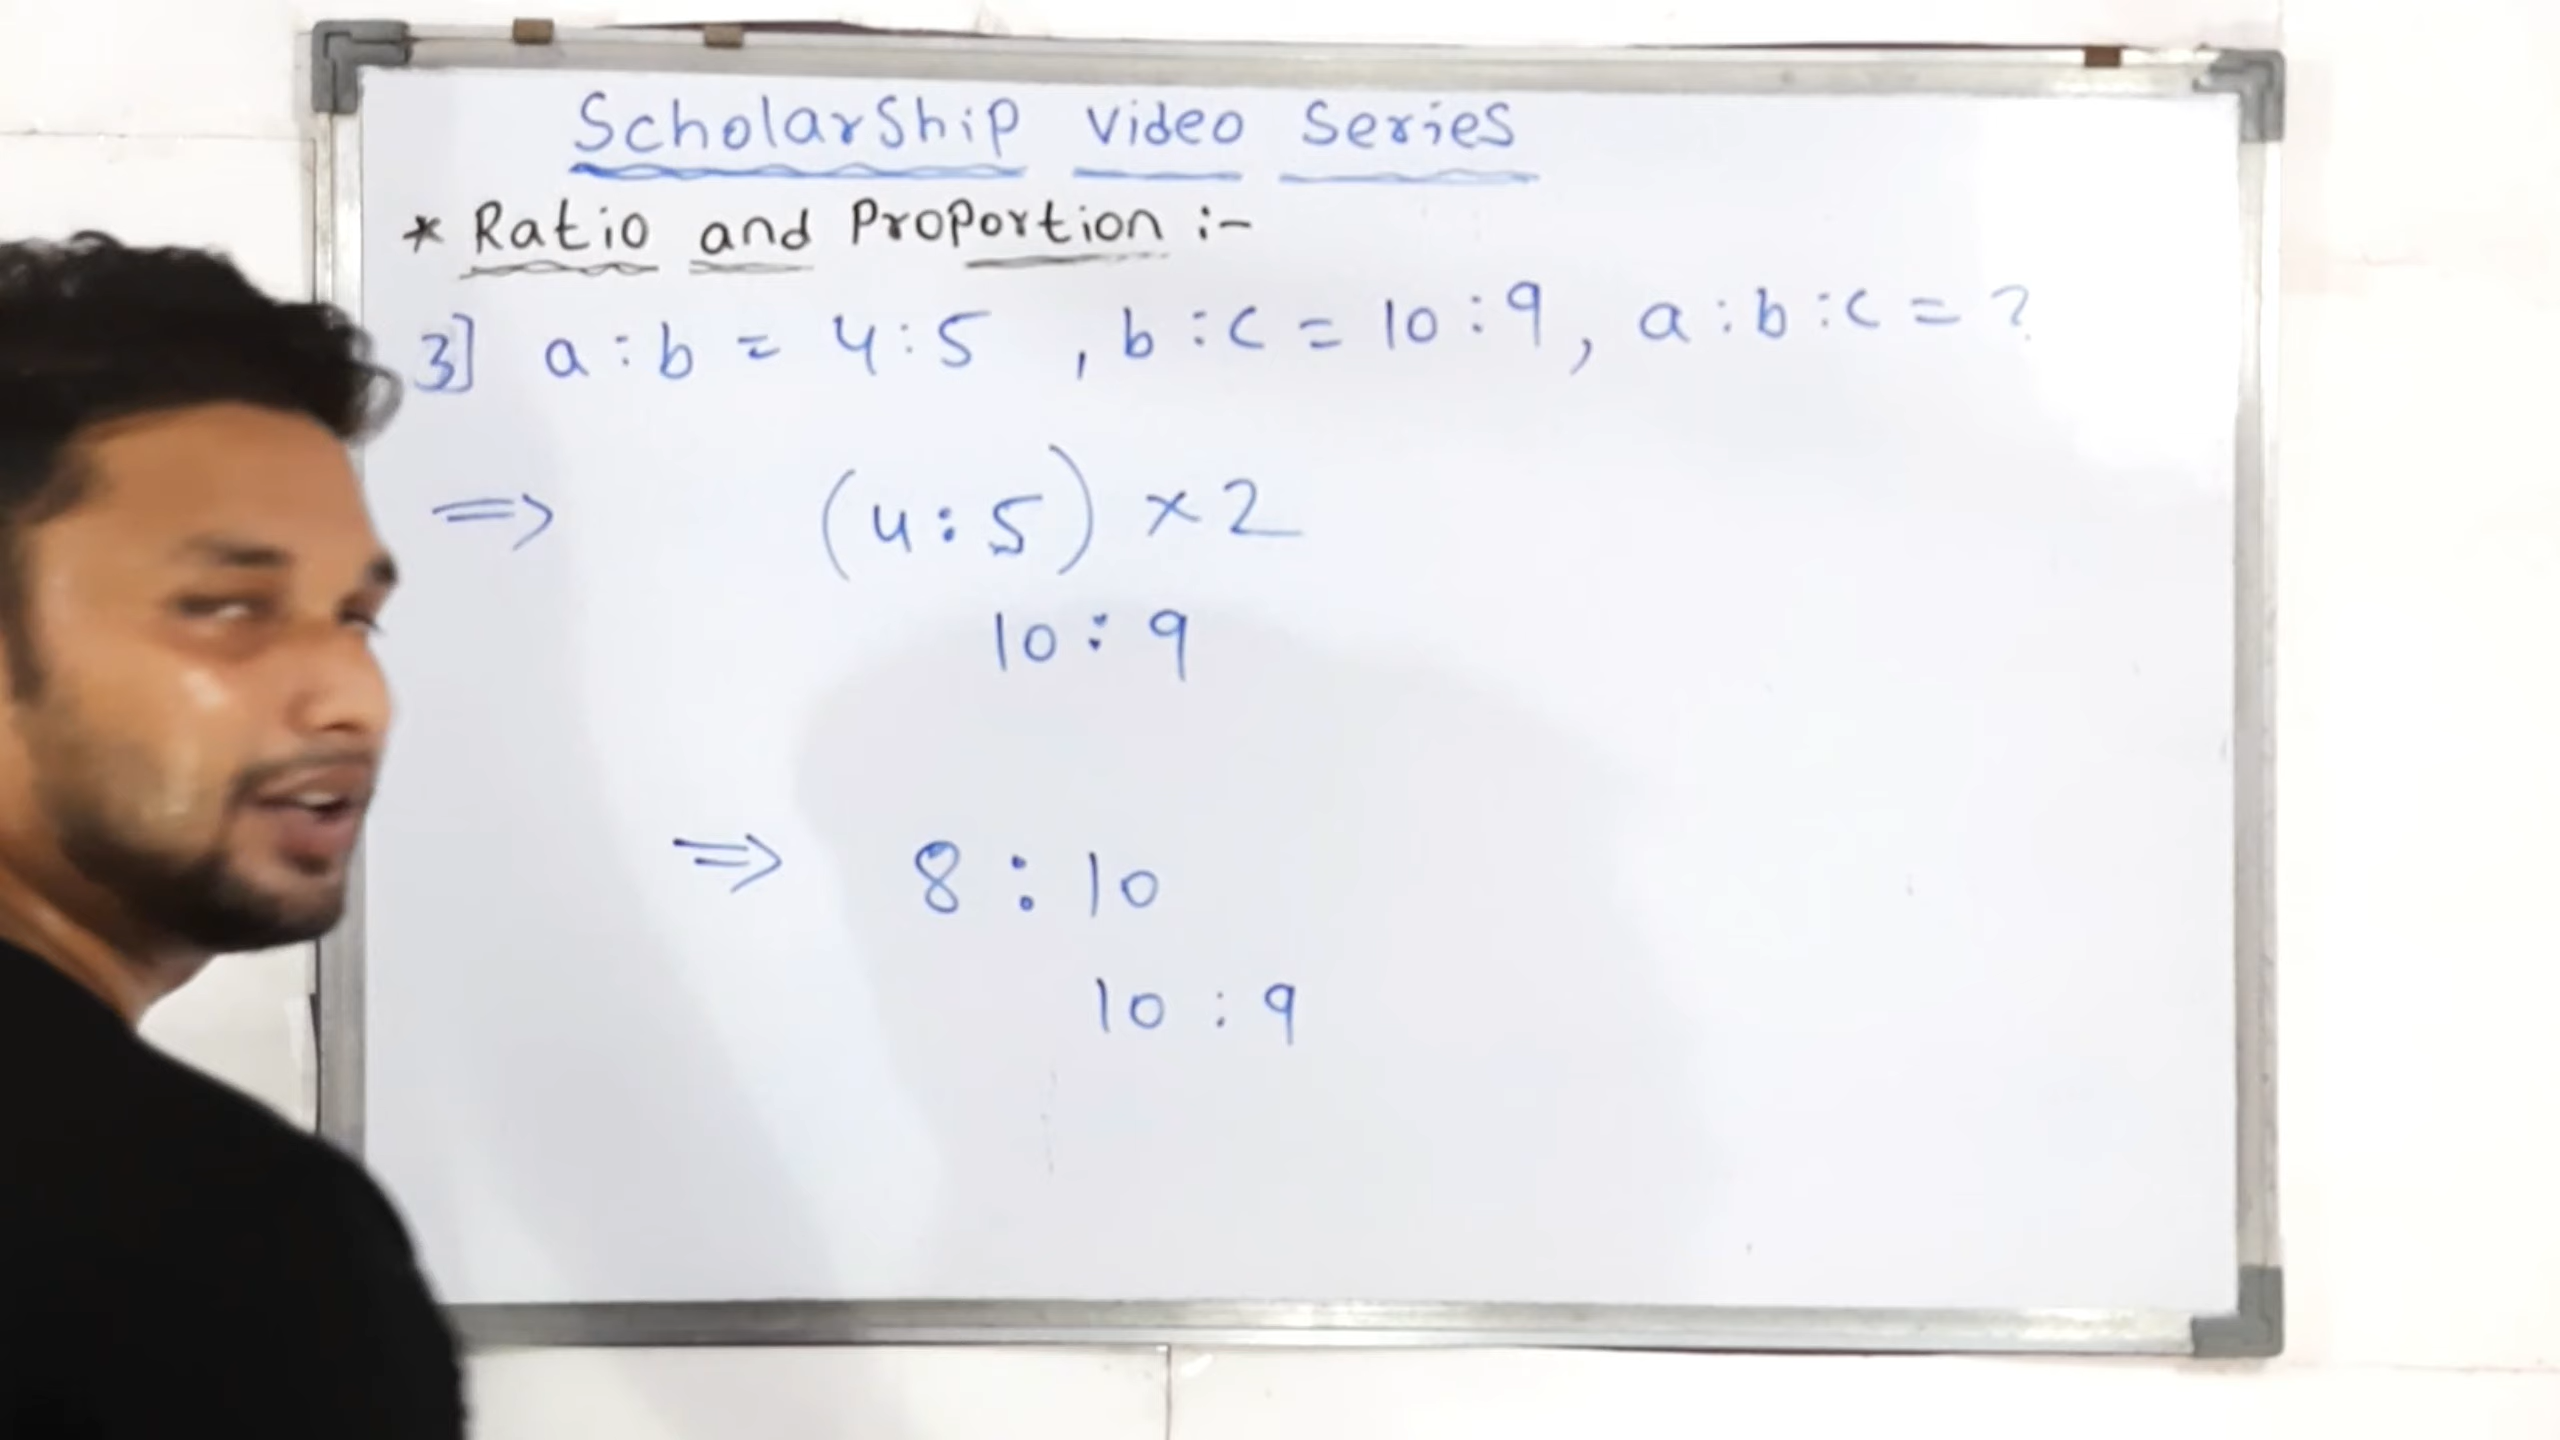 Scholarship video series
* Ratio and Proportion :-
3] a : b = 4 : 5 , b : c = 10 : 9 , a : b : c = ?
⇒ (4 : 5) × 2
10 : 9
⇒ 8 : 10
10 : 9